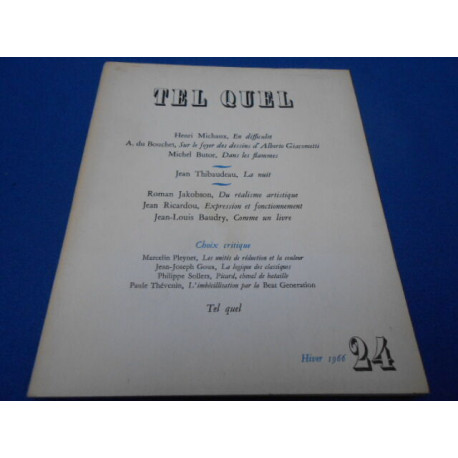 TEL QUEL
Henri Michaux, En difficulté
A. du Bouchet, Sur le foyer des dessins d'Alberto Giacometti
Michel Butor, Dans les flammes
Jean Thibaudeau, La nuit
Roman Jakobson, Du réalisme artistique
Jean Ricardou, Expression et fonctionnement
Jean-Louis Baudry, Comme un livre
Choix critique
Marcelin Pleynet, Les unités de réduction et la couleur
Jean-Joseph Goux, La logique des classiques
Philippe Sollers, Picard, cheval de bataille
Paule Thévenin, L'imbécillisation par la Beat Generation
Tel quel
Hiver 1966 24